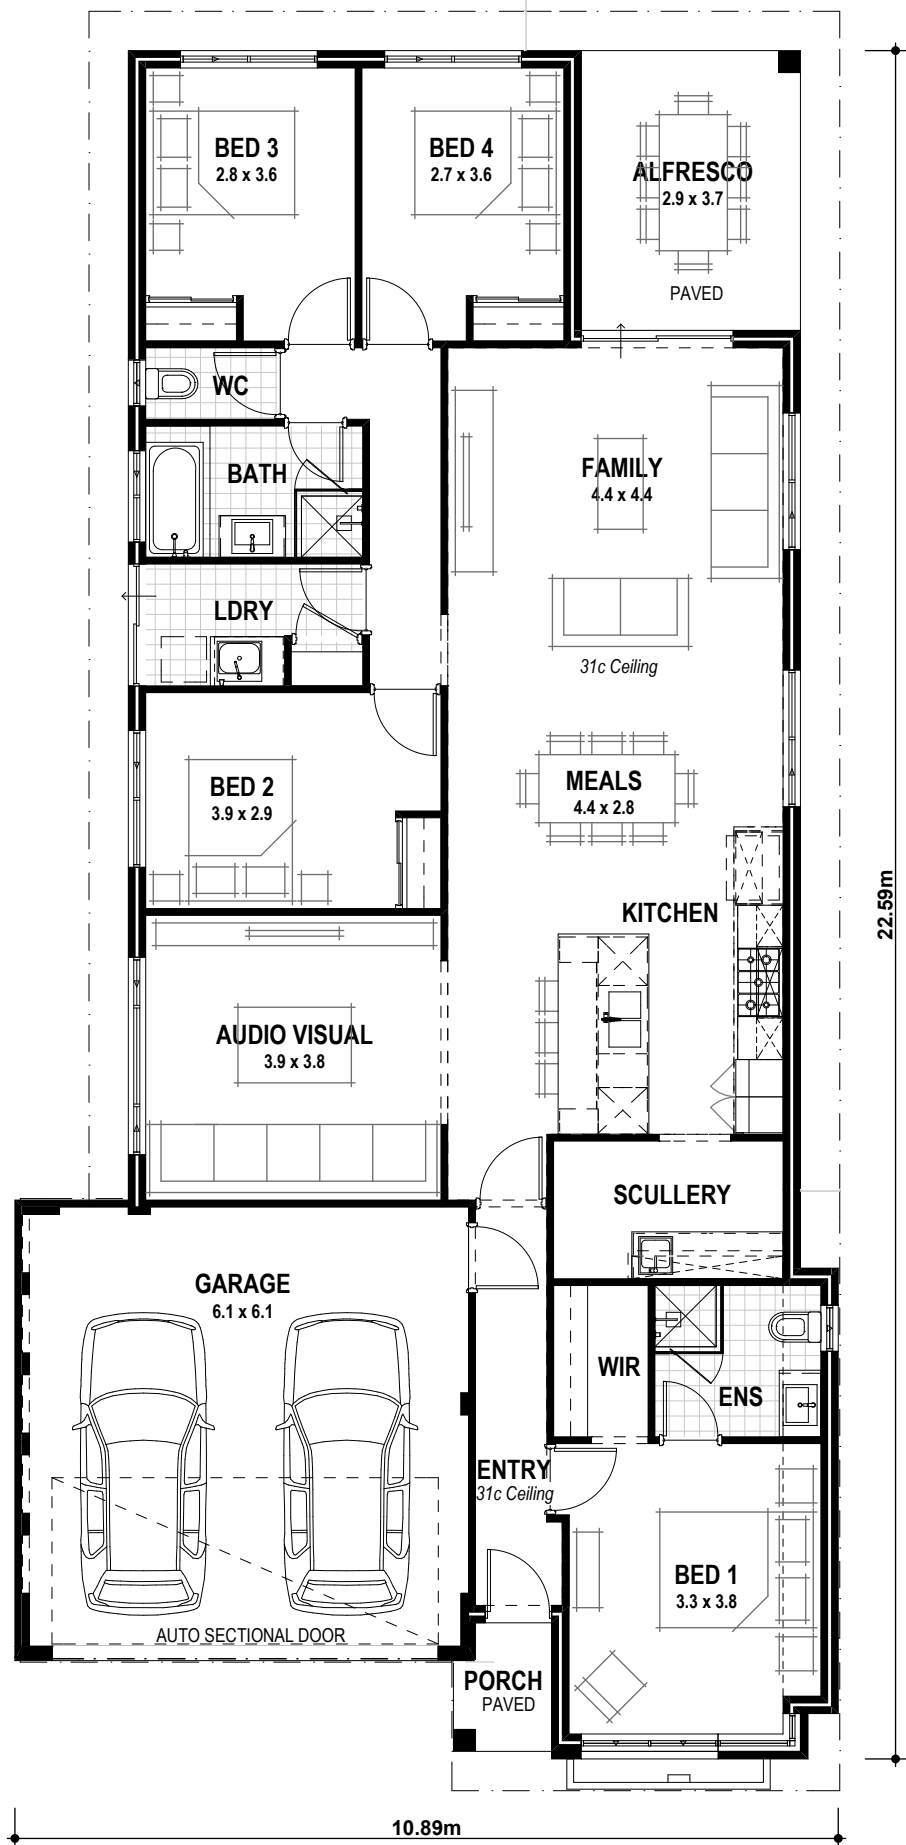 BED 3
2.8 x 3.6
BED 4
2.7 x 3.6
ALFRESCO
2.9 x 3.7
PAVED
WC
BATH
FAMILY
4.4 x 4.4
LDRY
31c Ceiling
BED 2
3.9 x 2.9
MEALS
4.4 x 2.8
KITCHEN
22.59m
AUDIO VISUAL
3.9 x 3.8
SCULLERY
GARAGE
6.1 x 6.1
WIR
ENS
ENTRY
31c Ceiling
BED 1
3.3 x 3.8
AUTO SECTIONAL DOOR
PORCH
PAVED
10.89m